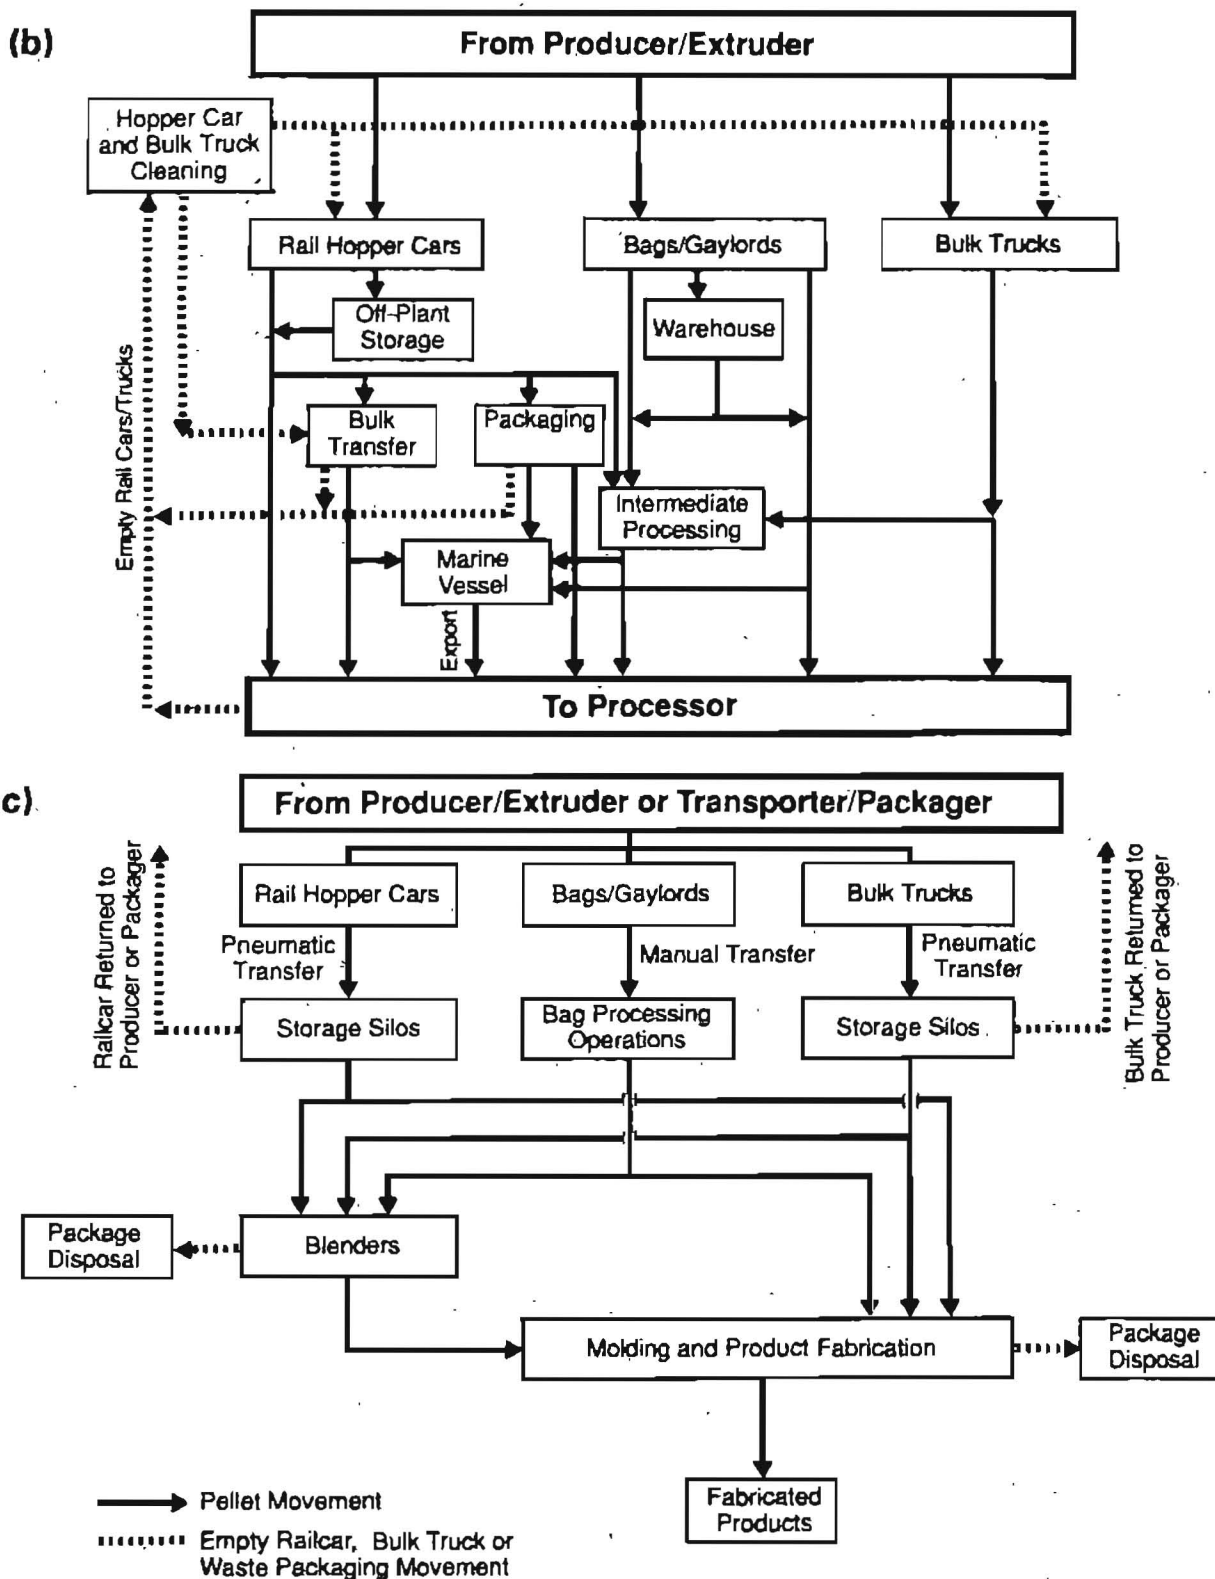 (b)
From Producer/Extruder
Hopper Car
and Bulk Truck
Cleaning
Rail Hopper Cars
Bags/Gaylords
Bulk Trucks
Off-Plant
Storage
Warehouse
Empty Rail Cars/Trucks
Bulk
Transfer
Packaging
Intermediate
Processing
Marine
Vessel
Export
To Processor
c)
From Producer/Extruder or Transporter/Packager
Railcar Returned to
Producer or Packager
Rail Hopper Cars
Bags/Gaylords
Bulk Trucks
Bulk Truck Returned to
Producer or Packager
Pneumatic
Transfer
Manual Transfer
Pneumatic
Transfer
Storage Silos
Bag Processing
Operations
Storage Silos
Package
Disposal
Blenders
Molding and Product Fabrication
Package
Disposal
Fabricated
Products
Pellet Movement
Empty Railcar, Bulk Truck or
Waste Packaging Movement